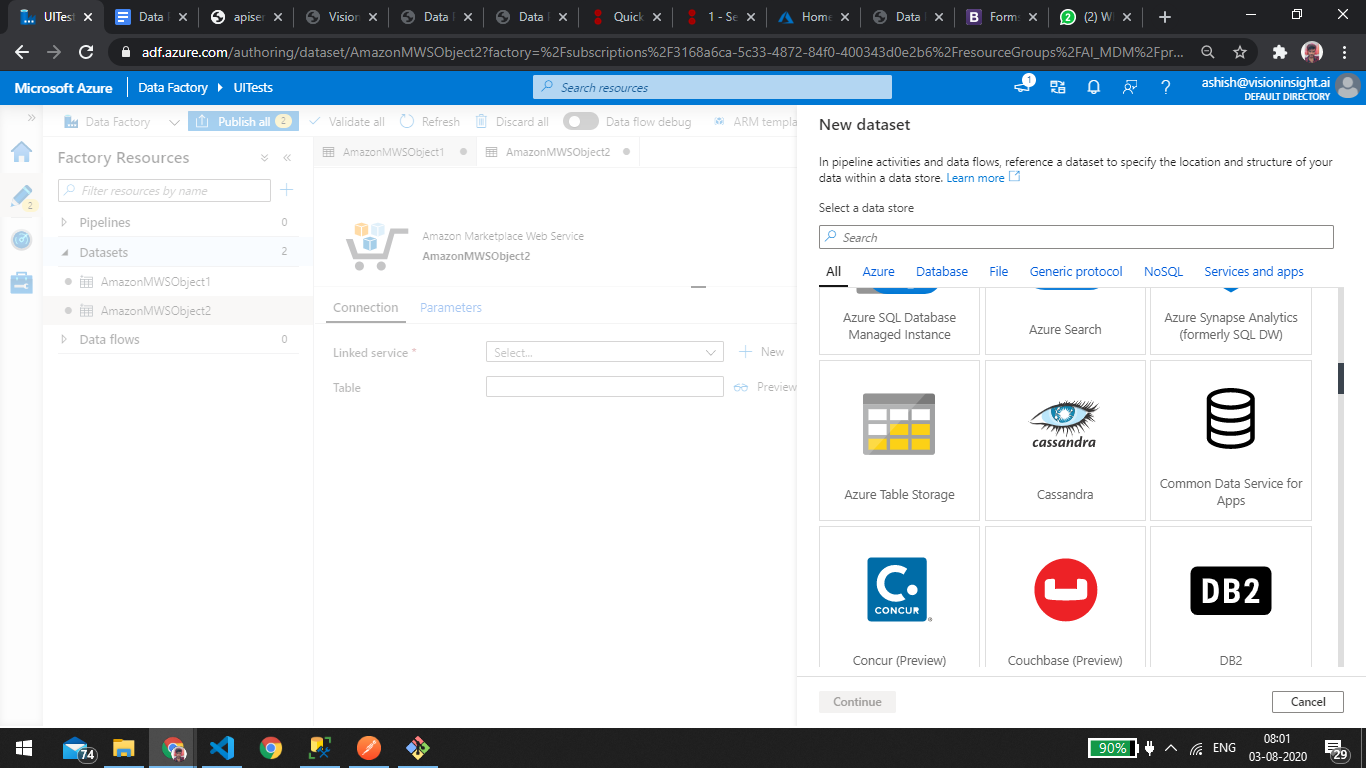 UITest
Data
apiser
Vision
Data
Data
Quick
1 - Se
Home
Data
Forms
(2) W
adf.azure.com/authoring/dataset/AmazonMWSObject2?factory=%2Fsubscriptions%2F3168a6ca-5c33-4872-84f0-400343d0e2b6%2FresourceGroups%2FAI_MDM%2Fpr...
Microsoft Azure
Data Factory
UITests
Search resources
1
ashish@visioninsight.ai
DEFAULT DIRECTORY
Data Factory
Publish all 2
Validate all
Refresh
Discard all
Data flow debug
ARM templa
Factory Resources
Filter resources by name
2
Pipelines 0
Datasets 2
AmazonMWSObject1
AmazonMWSObject2
Data flows 0
AmazonMWSObject1
AmazonMWSObject2
Amazon Marketplace Web Service
AmazonMWSObject2
Connection
Parameters
Linked service *
Select...
New
Table
Preview
New dataset
In pipeline activities and data flows, reference a dataset to specify the location and structure of your
data within a data store. Learn more
Select a data store
Search
All
Azure
Database
File
Generic protocol
NoSQL
Services and apps
Azure SQL Database
Managed Instance
Azure Search
Azure Synapse Analytics
(formerly SQL DW)
Azure Table Storage
cassandra
Cassandra
Common Data Service for
Apps
C.
CONCUR
Concur (Preview)
Couchbase (Preview)
DB2
DB2
Continue
Cancel
74
90%
ENG
08:01
03-08-2020
29